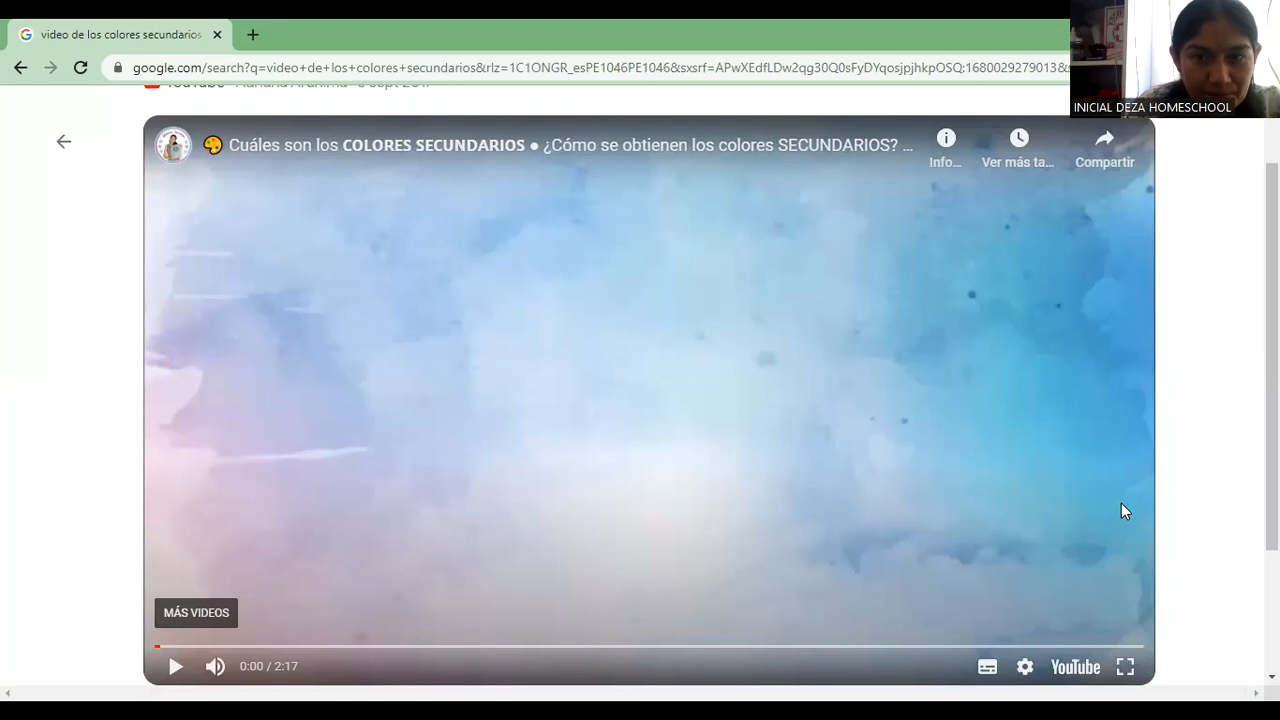 video de los colores secundarios
google.com/search?q=video+de+los+colores+secundarios&rlz=1C1ONGR_esPE1046PE1046&sxsrf=APwXEdfLDw2qg30Q0sFyDYqosjpjhkpOSQ:1680029279013&s
INICIAL DEZA HOMESCHOOL
YouTube
Cuáles son los COLORES SECUNDARIOS ● ¿Cómo se obtienen los colores SECUNDARIOS? ...
Info...
Ver más ta...
Compartir
MÁS VIDEOS
0:00 / 2:17
YouTube